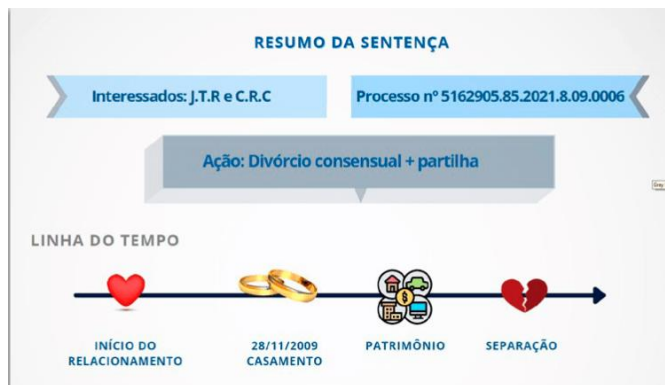 RESUMO DA SENTENÇA
Interessados: J.T.R e C.R.C
Processo nº 5162905.85.2021.8.09.0006
Ação: Divórcio consensual + partilha
LINHA DO TEMPO
INÍCIO DO
RELACIONAMENTO
28/11/2009
CASAMENTO
PATRIMÔNIO
SEPARAÇÃO